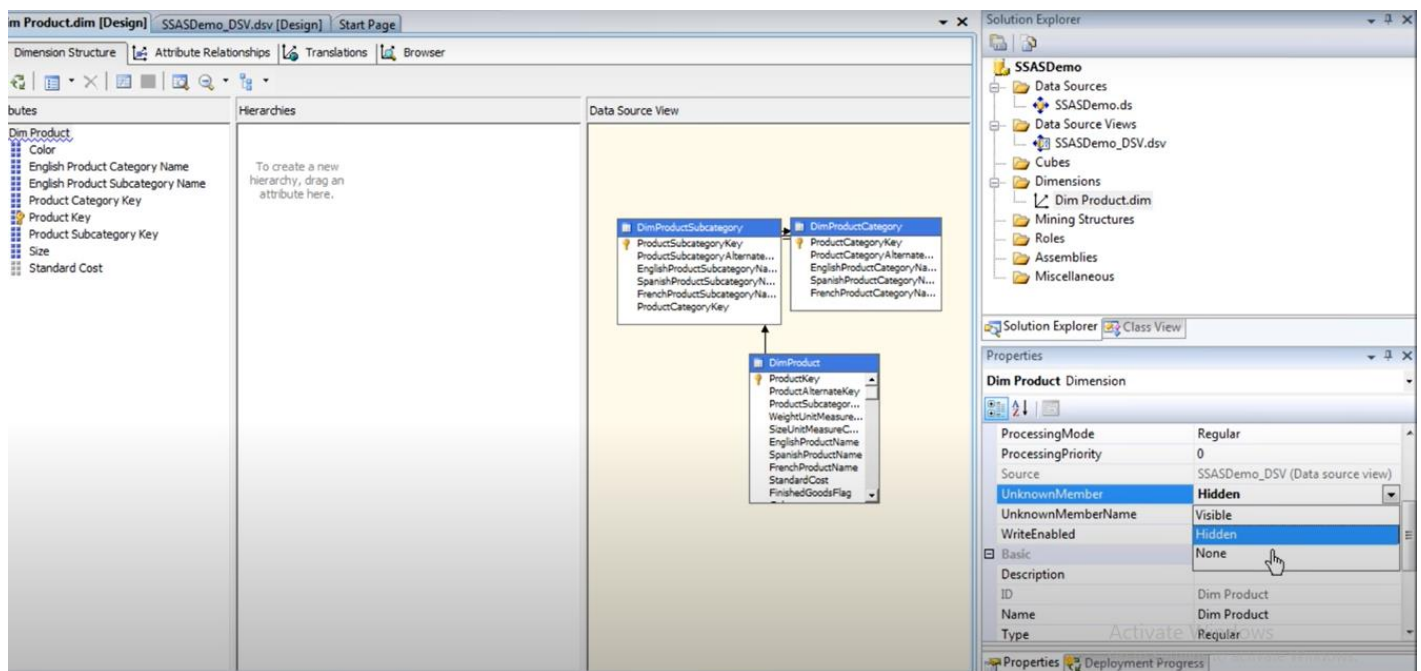 im Product.dim [Design] SSASDemo_DSV.dsv [Design] Start Page
Dimension Structure Attribute Relationships Translations Browser
butes
Dim Product
Color
English Product Category Name
English Product Subcategory Name
Product Category Key
Product Key
Product Subcategory Key
Size
Standard Cost
Hierarchies
To create a new
hierarchy, drag an
attribute here.
Data Source View
DimProductSubcategory
ProductSubcategoryKey
ProductSubcategoryAlternate...
EnglishProductSubcategoryNa...
SpanishProductSubcategoryN...
FrenchProductSubcategoryNa...
ProductCategoryKey
DimProductCategory
ProductCategoryKey
ProductCategoryAlternate...
EnglishProductCategoryNa...
SpanishProductCategoryN...
FrenchProductCategoryNa...
DimProduct
ProductKey
ProductAlternateKey
ProductSubcategor...
WeightUnitMeasure...
SizeUnitMeasureC...
EnglishProductName
SpanishProductName
FrenchProductName
StandardCost
FinishedGoodsFlag
Solution Explorer
SSASDemo
Data Sources
SSASDemo.ds
Data Source Views
SSASDemo_DSV.dsv
Cubes
Dimensions
Dim Product.dim
Mining Structures
Roles
Assemblies
Miscellaneous
Solution Explorer Class View
Properties
Dim Product Dimension
ProcessingMode Regular
ProcessingPriority 0
Source SSASDemo_DSV (Data source view)
UnknownMember Hidden
UnknownMemberName Visible
WriteEnabled Hidden
Basic None
Description
ID Dim Product
Name Dim Product
Type Regular
Activate Windows
Properties Deployment Progress